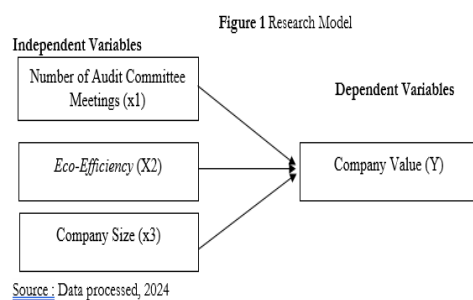 Figure 1 Research Model
Independent Variables
Number of Audit Committee
Meetings (x1)
Dependent Variables
Eco-Efficiency (X2)
Company Value (Y)
Company Size (x3)
Source : Data processed, 2024